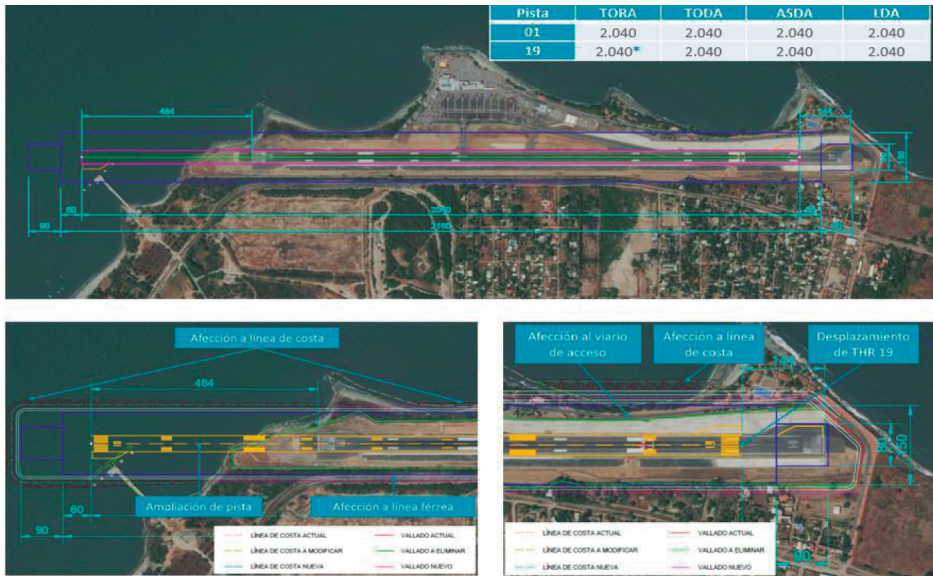 Pista TORA TODA ASDA LDA
01 2.040 2.040 2.040 2.040
19 2.040* 2.040 2.040 2.040
484
144
60
90
2160
Afección a línea de costa
484
Ampliación de pista
Afección a línea férrea
60
90
LÍNEA DE COSTA ACTUAL
VALLADO ACTUAL
LÍNEA DE COSTA A MODIFICAR
VALLADO A ELIMINAR
LÍNEA DE COSTA NUEVA
VALLADO NUEVO
Afección al viario
de acceso
Afección a línea
de costa
Desplazamiento
de THR 19
144
90
LÍNEA DE COSTA ACTUAL
VALLADO ACTUAL
LÍNEA DE COSTA A MODIFICAR
VALLADO A ELIMINAR
LÍNEA DE COSTA NUEVA
VALLADO NUEVO